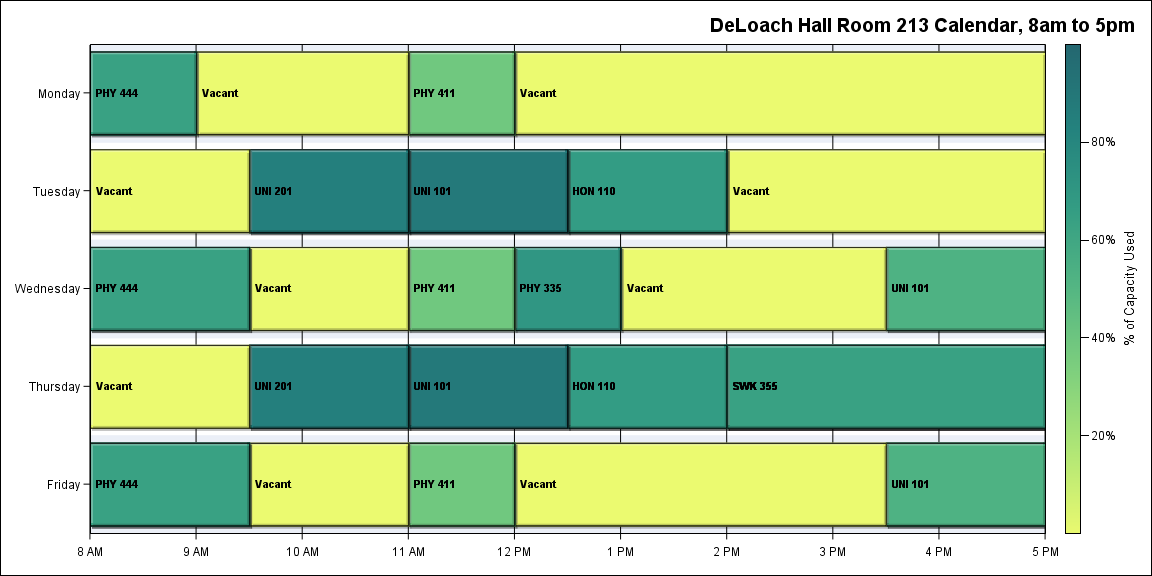 DeLoach Hall Room 213 Calendar, 8am to 5pm
Monday
PHY 444
Vacant
PHY 411
Vacant
Tuesday
Vacant
UNI 201
UNI 101
HON 110
Vacant
Wednesday
PHY 444
Vacant
PHY 411
PHY 335
Vacant
UNI 101
Thursday
Vacant
UNI 201
UNI 101
HON 110
SWK 355
Friday
PHY 444
Vacant
PHY 411
Vacant
UNI 101
8 AM
9 AM
10 AM
11 AM
12 PM
1 PM
2 PM
3 PM
4 PM
5 PM
80%
60%
40%
20%
% of Capacity Used